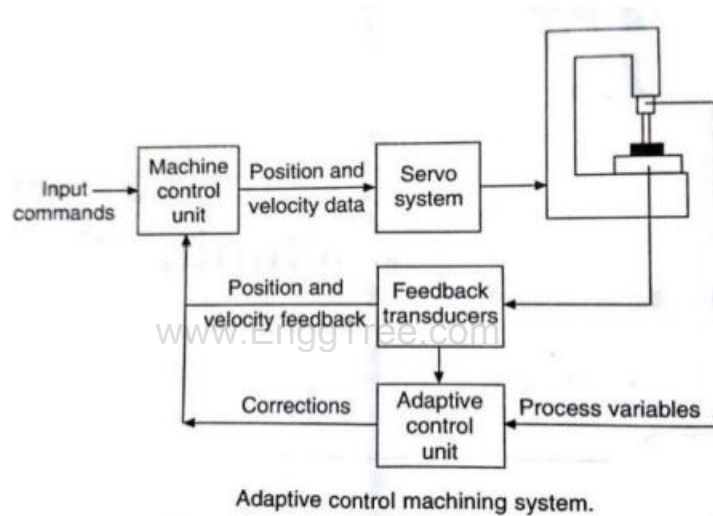 Input
commands
Machine
control
unit
Position and
velocity data
Servo
system
Position and
velocity feedback
Feedback
transducers
www.EnggTree.com
Corrections
Adaptive
control
unit
Process variables
Adaptive control machining system.